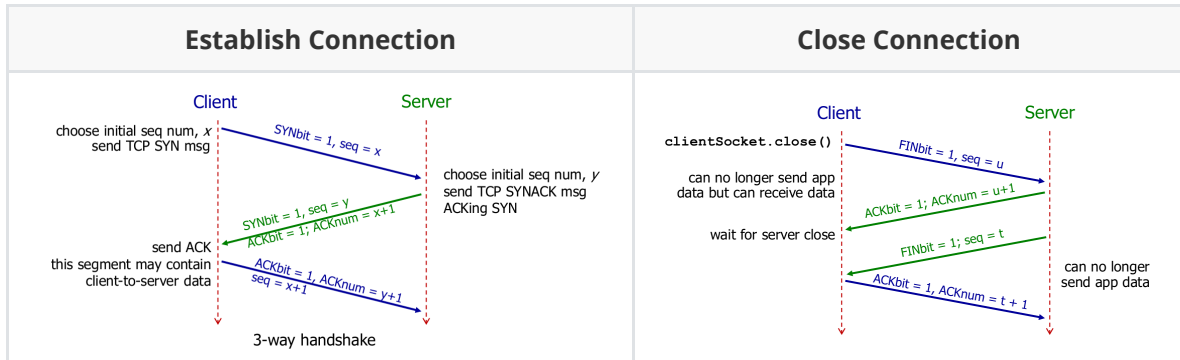 Establish Connection
Close Connection
Client
Server
choose initial seq num, x
send TCP SYN msg
SYNbit = 1, seq = x
choose initial seq num, y
send TCP SYNACK msg
ACKing SYN
SYNbit = 1, seq = y
ACKbit = 1; ACKnum = x+1
send ACK
this segment may contain
client-to-server data
ACKbit = 1, ACKnum = y+1
seq = x+1
3-way handshake
Client
Server
clientSocket.close()
FINbit = 1, seq = u
can no longer send app
data but can receive data
ACKbit = 1; ACKnum = u+1
wait for server close
FINbit = 1; seq = t
can no longer
send app data
ACKbit = 1, ACKnum = t + 1